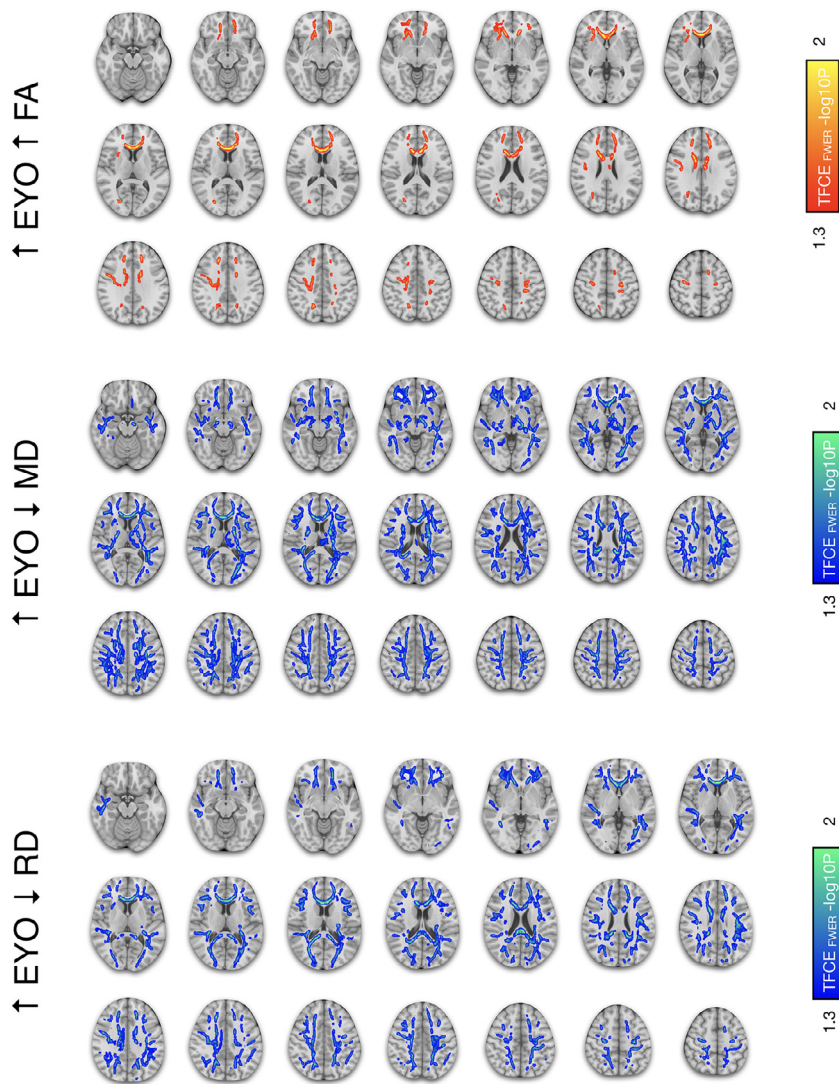 ↑ EYO ↑ FA
1.3 TFCE FWER -log10P 2
↑ EYO ↓ MD
1.3 TFCE FWER -log10P 2
↑ EYO ↓ RD
1.3 TFCE FWER -log10P 2